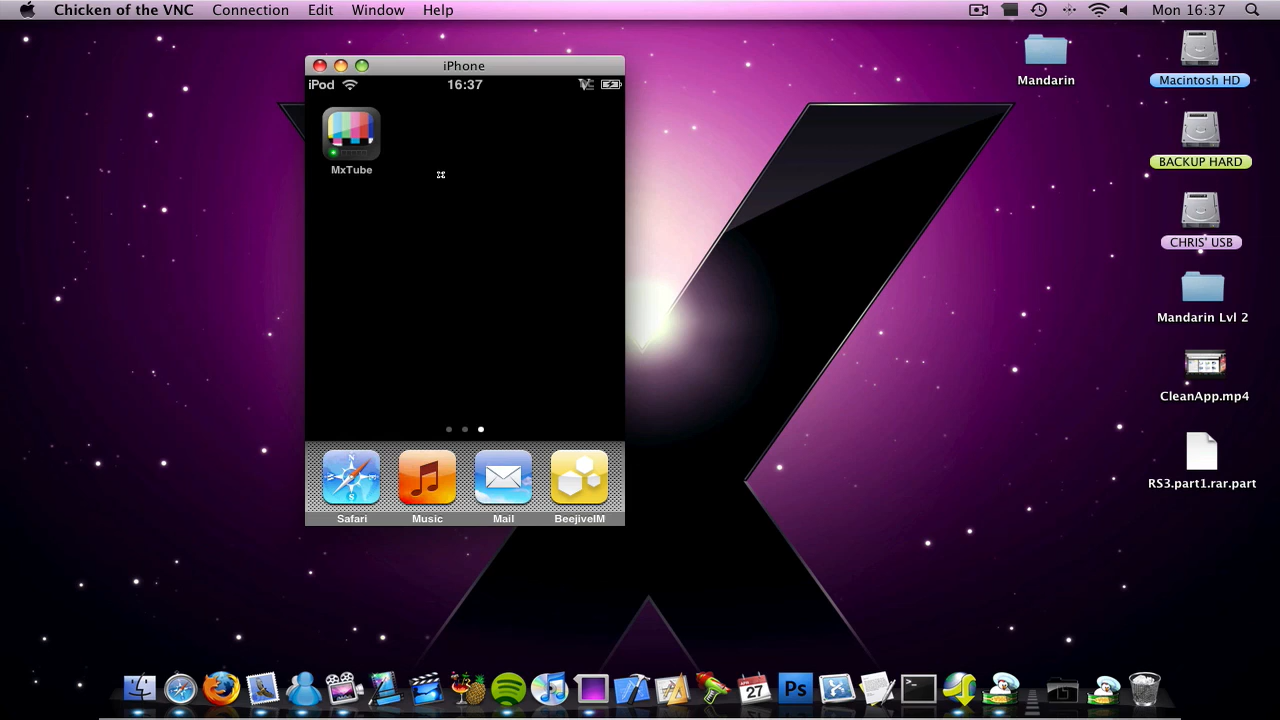 Chicken of the VNC Connection Edit Window Help Mon 16:37
iPhone
iPod 16:37
MxTube
Safari Music Mail BeejiveIM
Mandarin
Macintosh HD
BACKUP HARD
CHRIS' USB
Mandarin Lvl 2
CleanApp.mp4
RS3.part1.rar.part
APR
27
Ps